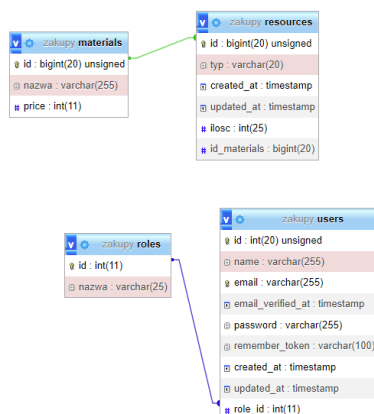 zakupy materials
id : bigint(20) unsigned
nazwa : varchar(255)
price : int(11)
zakupy resources
id : bigint(20) unsigned
typ : varchar(20)
created_at : timestamp
updated_at : timestamp
ilosc : int(25)
id_materials : bigint(20)
zakupy roles
id : int(11)
nazwa : varchar(25)
zakupy users
id : int(20) unsigned
name : varchar(255)
email : varchar(255)
email_verified_at : timestamp
password : varchar(255)
remember_token : varchar(100)
created_at : timestamp
updated_at : timestamp
role_id : int(11)